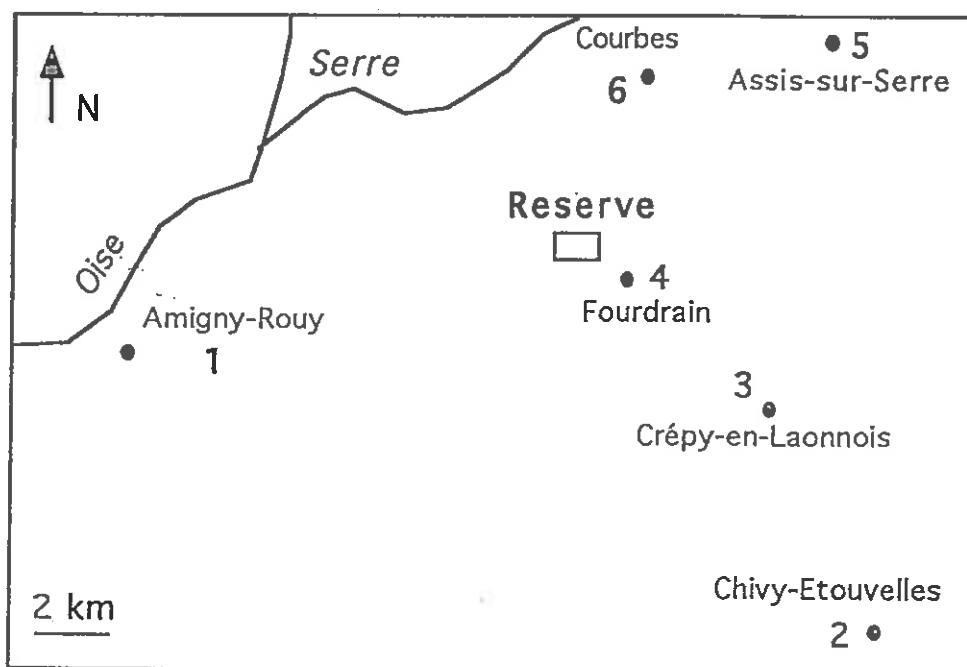 N
Serre
Courbes
6
5
Assis-sur-Serre
Oise
Reserve
4
Fourdrain
Amigny-Rouy
1
3
Crépy-en-Laonnois
Chivy-Etouvelles
2
2 km